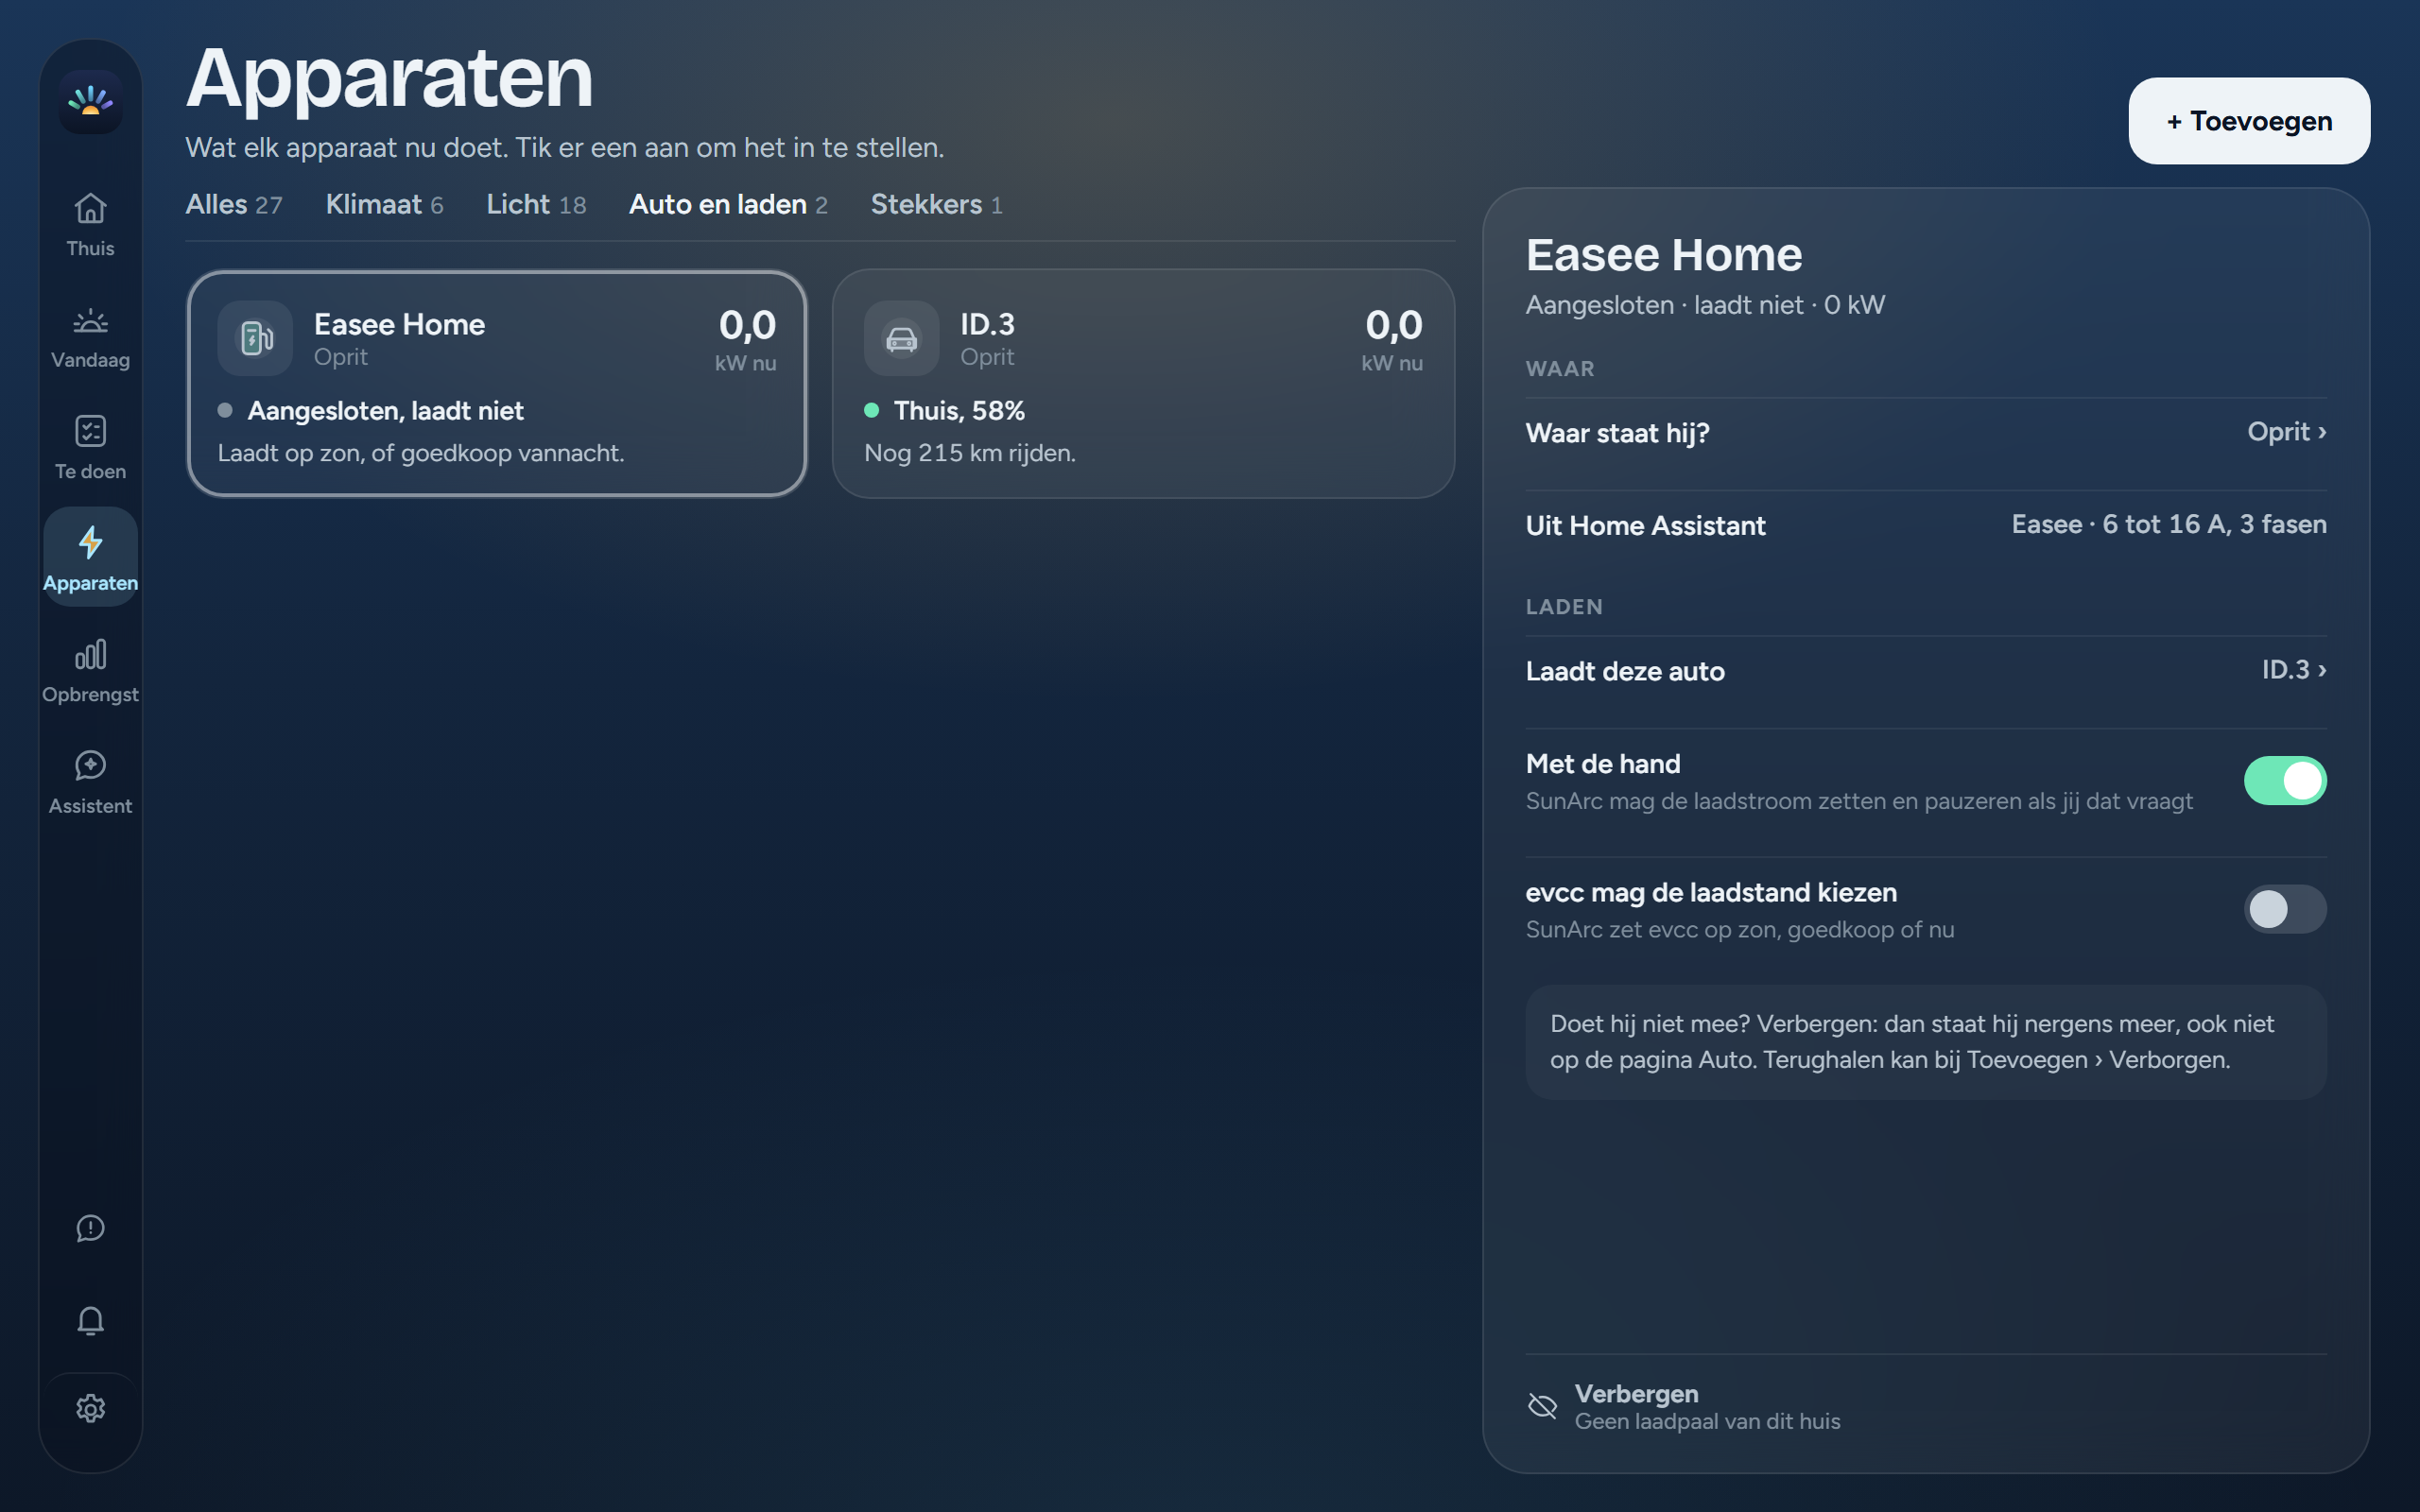 Apparaten
Wat elk apparaat nu doet. Tik er een aan om het in te stellen.
+ Toevoegen
Thuis
Vandaag
Te doen
Apparaten
Opbrengst
Assistent
Alles 27
Klimaat 6
Licht 18
Auto en laden 2
Stekkers 1
Easee Home
Oprit
0,0
kW nu
Aangesloten, laadt niet
Laadt op zon, of goedkoop vannacht.
ID.3
Oprit
0,0
kW nu
Thuis, 58%
Nog 215 km rijden.
Easee Home
Aangesloten · laadt niet · 0 kW
WAAR
Waar staat hij?
Oprit ›
Uit Home Assistant
Easee · 6 tot 16 A, 3 fasen
LADEN
Laadt deze auto
ID.3 ›
Met de hand
SunArc mag de laadstroom zetten en pauzeren als jij dat vraagt
evcc mag de laadstand kiezen
SunArc zet evcc op zon, goedkoop of nu
Doet hij niet mee? Verbergen: dan staat hij nergens meer, ook niet
op de pagina Auto. Terughalen kan bij Toevoegen › Verborgen.
Verbergen
Geen laadpaal van dit huis